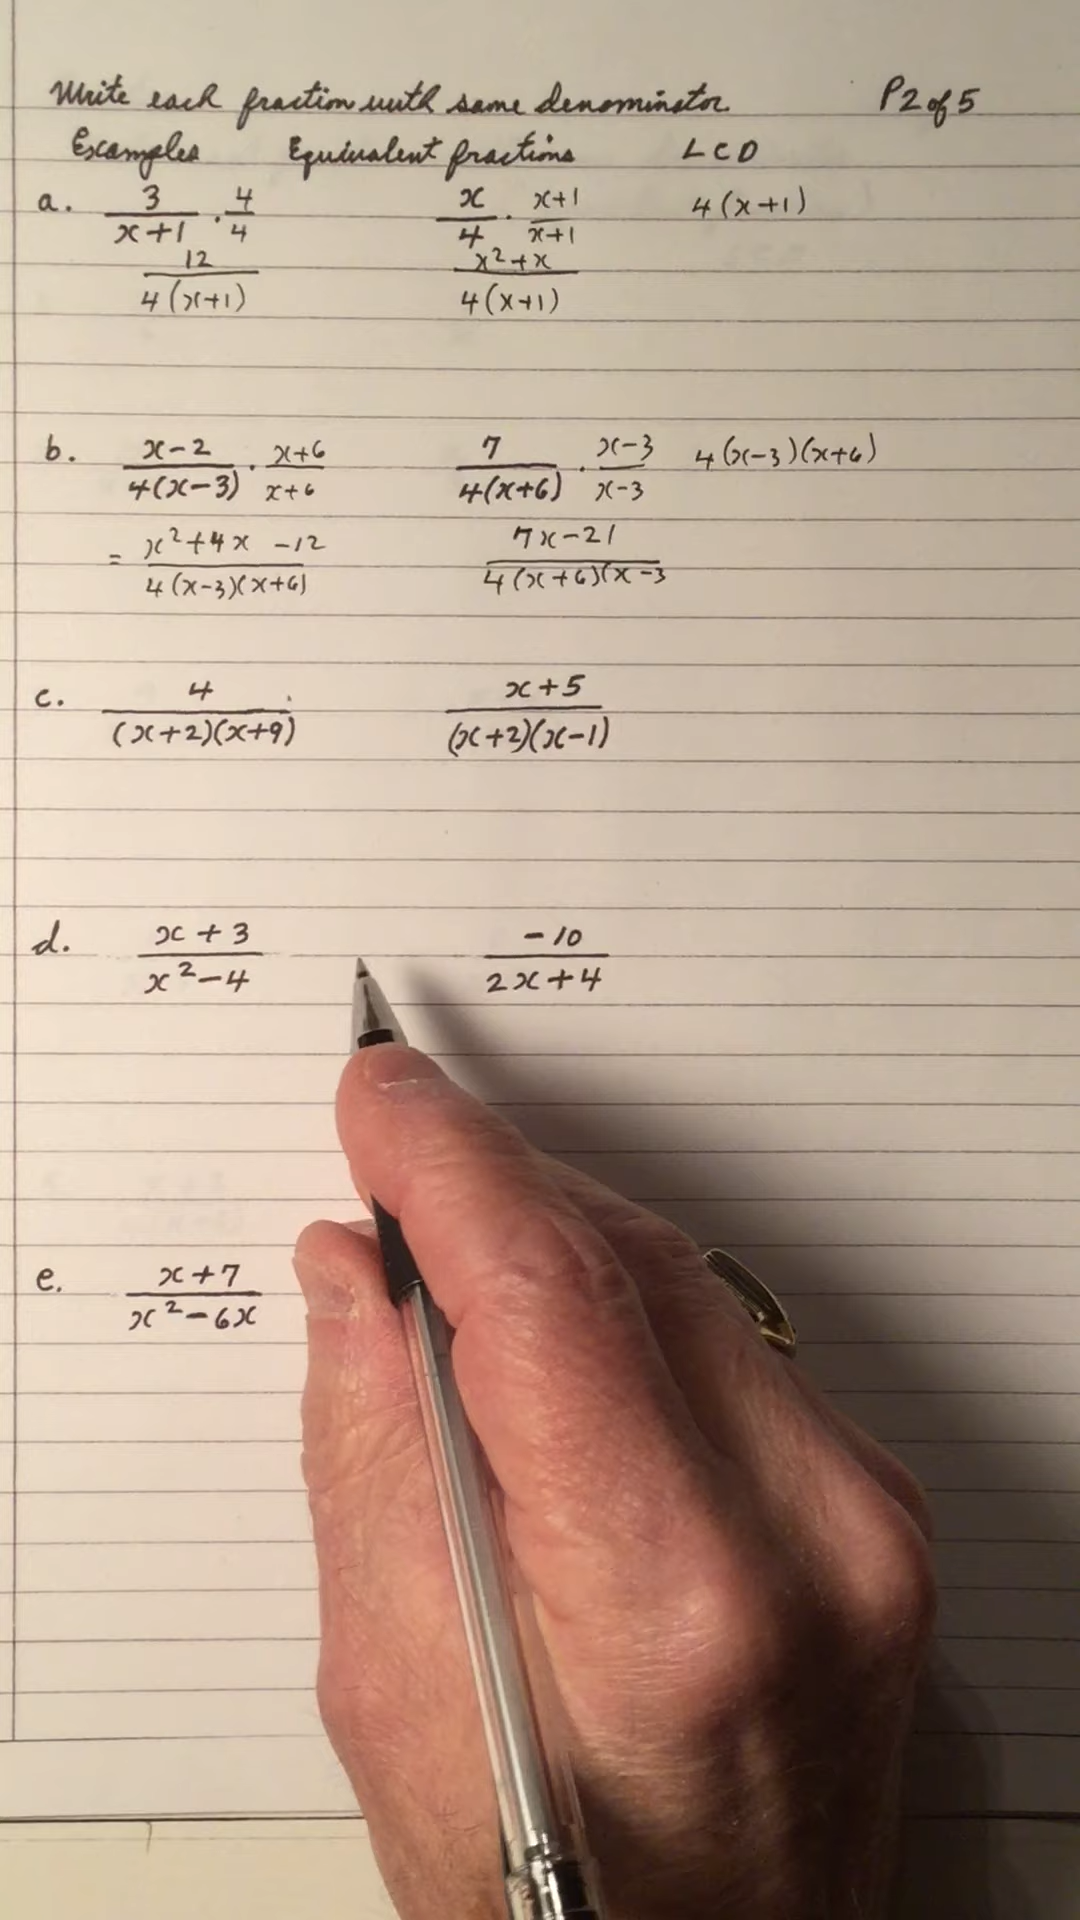 Write each fraction with same denominator P2 of 5
Examples Equivalent fractions LCD
a. 3/(x+1) · 4/4 x/4 · (x+1)/(x+1) 4(x+1)
12/(4(x+1)) (x²+x)/(4(x+1))
b. (x-2)/(4(x-3)) · (x+6)/(x+6) 7/(4(x+6)) · (x-3)/(x-3) 4(x-3)(x+6)
= (x²+4x -12)/(4(x-3)(x+6)) (7x-21)/(4(x+6)(x-3
c. 4/((x+2)(x+9)) (x+5)/((x+2)(x-1))
d. (x+3)/(x²-4) -10/(2x+4)
e. (x+7)/(x²-6x)